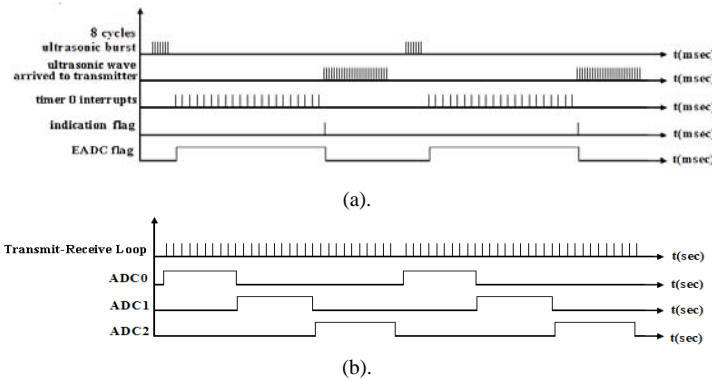 8 cycles
ultrasonic burst
t(msec)
ultrasonic wave
arrived to transmitter
t(msec)
timer 0 interrupts
t(msec)
indication flag
t(msec)
EADC flag
t(msec)
(a).
Transmit-Receive Loop
t(sec)
ADC0
t(sec)
ADC1
t(sec)
ADC2
t(sec)
(b).